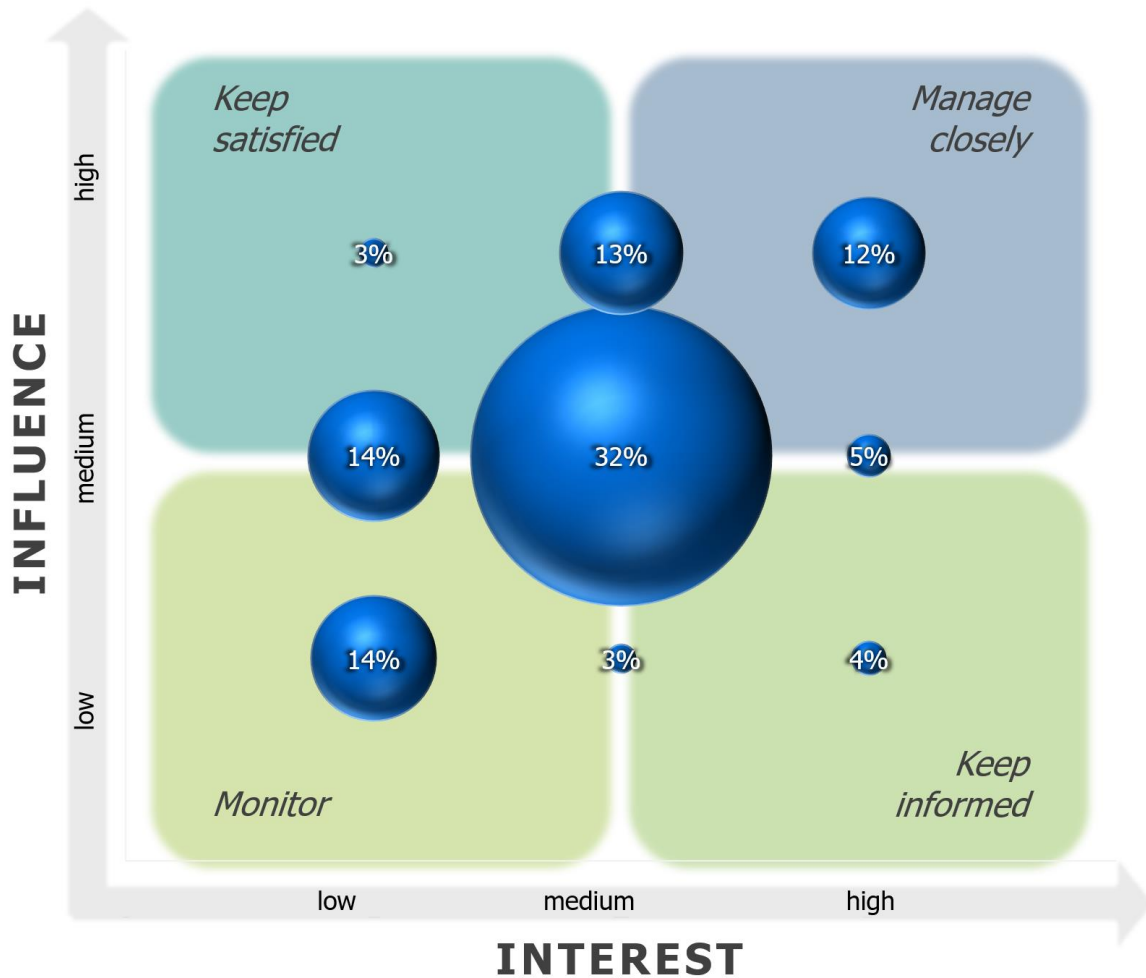 Keep
satisfied
Manage
closely
high
3%
13%
12%
INFLUENCE
medium
14%
32%
5%
low
14%
3%
4%
Monitor
Keep
informed
low
medium
high
INTEREST